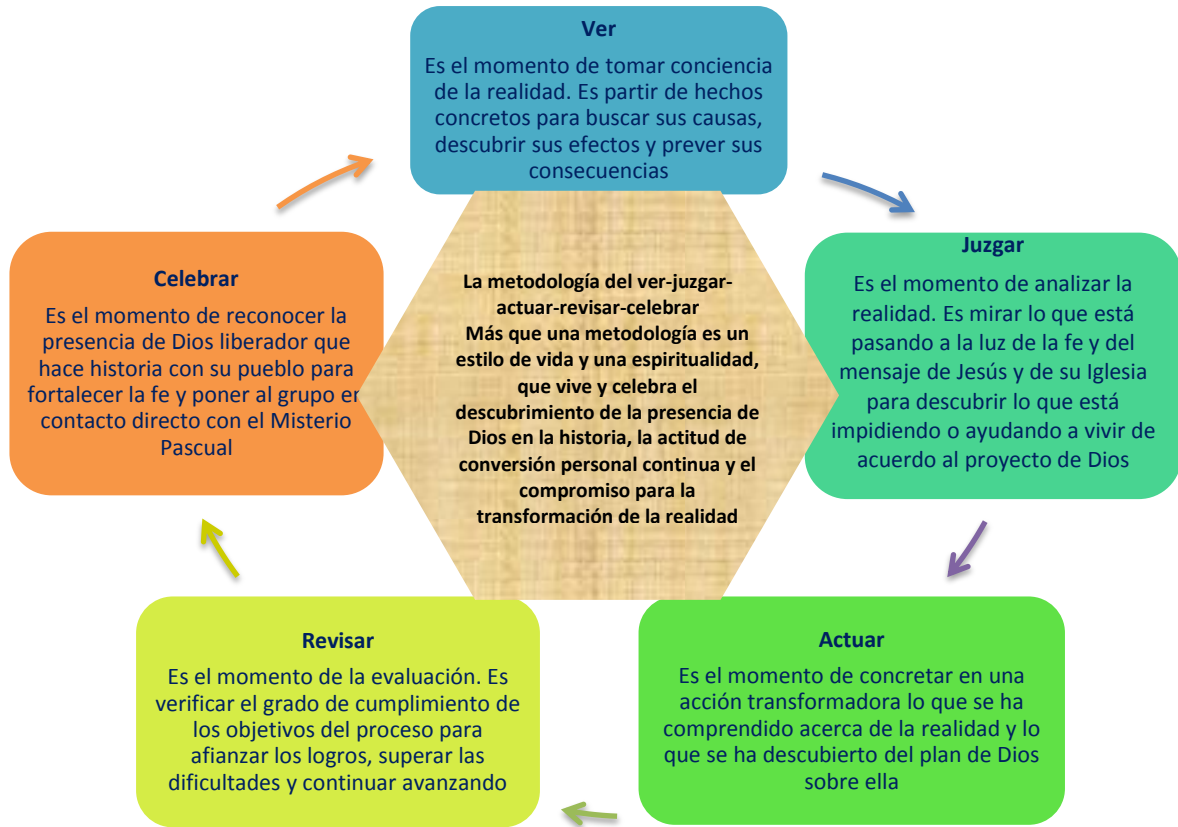 Ver
Es el momento de tomar conciencia
de la realidad. Es partir de hechos
concretos para buscar sus causas,
descubrir sus efectos y prever sus
consecuencias
Juzgar
Es el momento de analizar la
realidad. Es mirar lo que está
pasando a la luz de la fe y del
mensaje de Jesús y de su Iglesia
para descubrir lo que está
impidiendo o ayudando a vivir de
acuerdo al proyecto de Dios
Actuar
Es el momento de concretar en una
acción transformadora lo que se ha
comprendido acerca de la realidad y lo
que se ha descubierto del plan de Dios
sobre ella
Revisar
Es el momento de la evaluación. Es
verificar el grado de cumplimiento de
los objetivos del proceso para
afianzar los logros, superar las
dificultades y continuar avanzando
Celebrar
Es el momento de reconocer la
presencia de Dios liberador que
hace historia con su pueblo para
fortalecer la fe y poner al grupo en
contacto directo con el Misterio
Pascual
La metodología del ver-juzgar-
actuar-revisar-celebrar
Más que una metodología es un
estilo de vida y una espiritualidad,
que vive y celebra el
descubrimiento de la presencia de
Dios en la historia, la actitud de
conversión personal continua y el
compromiso para la
transformación de la realidad